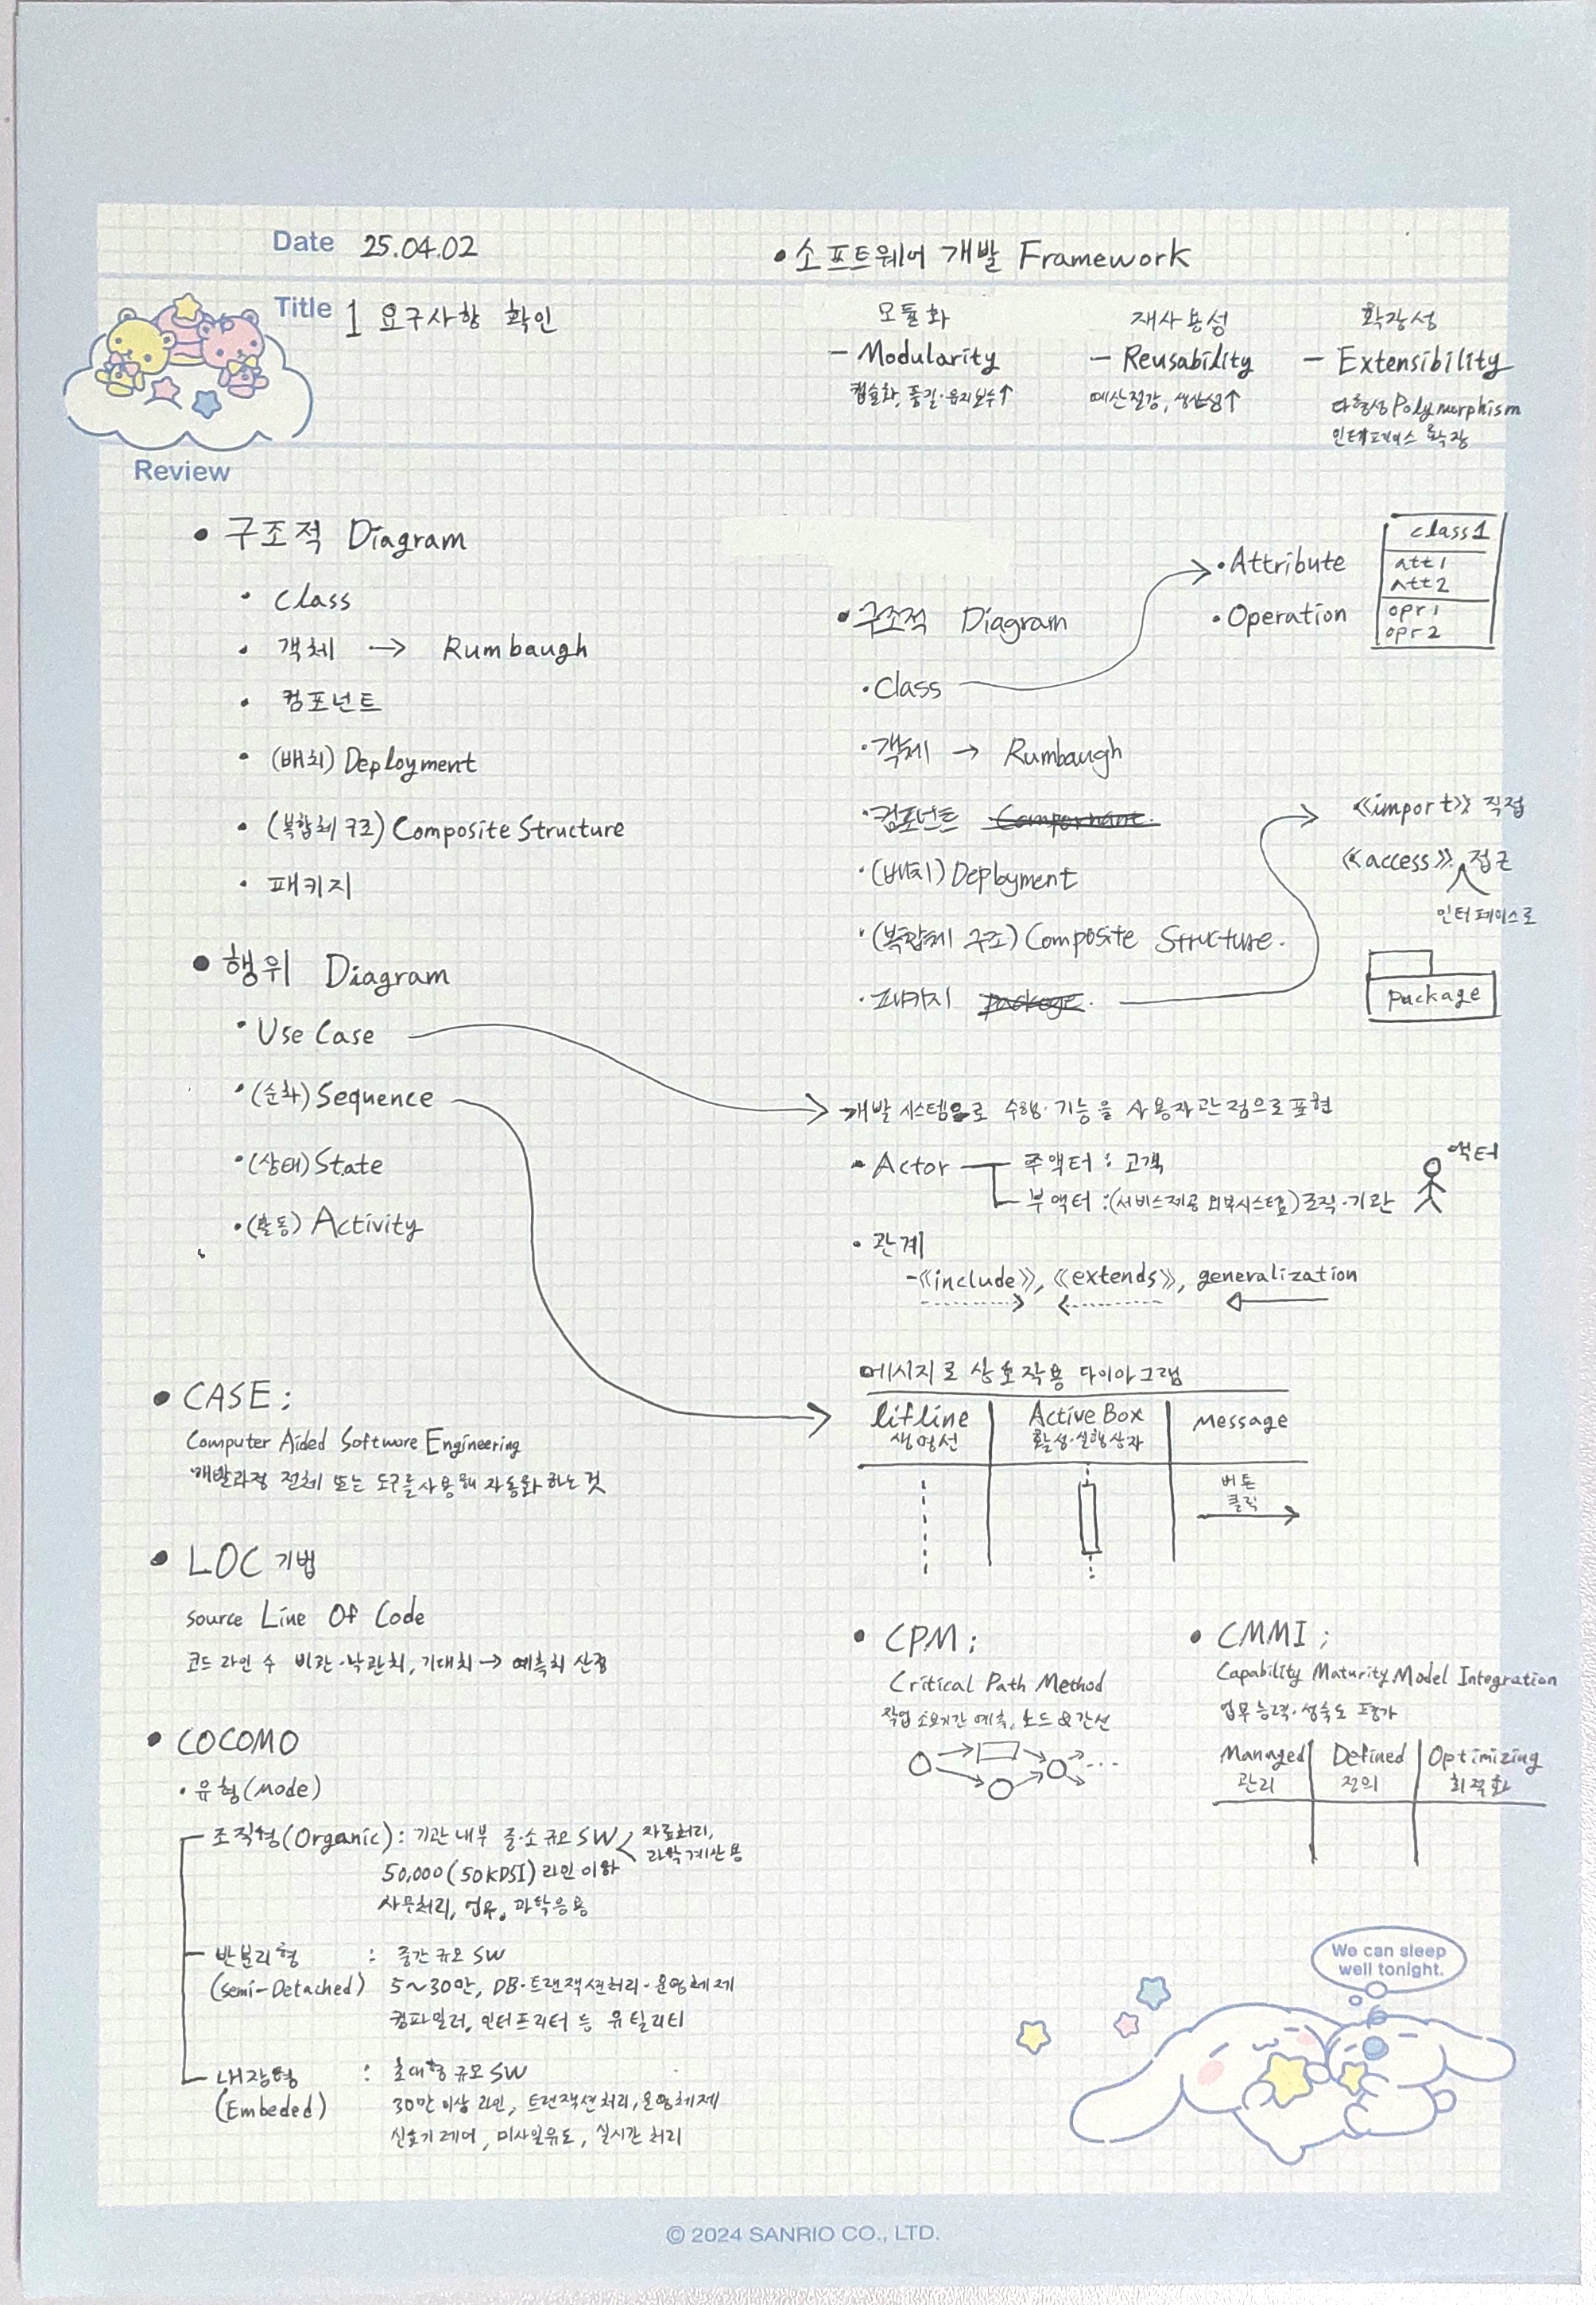 Date 25.04.02
Title 1 요구사항 확인
• 소프트웨어 개발 Framework
모듈화
- Modularity
캡슐화, 품질·유지보수↑
재사용성
- Reusability
예산절감, 생산성↑
확장성
- Extensibility
다형성 Polymorphism
인터페이스 확장
Review
• 구조적 Diagram
• Class
• 객체 → Rumbaugh
• 컴포넌트
• (배치) Deployment
• (복합체 구조) Composite Structure
• 패키지
• 행위 Diagram
• Use Case
• (순차) Sequence
• (상태) State
• (활동) Activity
• 구조적 Diagram
• Class
• Attribute
• Operation
class1
att1
att2
opr1
opr2
• 객체 → Rumbaugh
• 컴포넌트
• (배치) Deployment
• (복합체 구조) Composite Structure.
• 패키지 package.
《import》 직접
《access》 접근
인터페이스로
package
개발 시스템으로 수행·기능을 사용자 관점으로 표현
• Actor
주액터 : 고객
부액터 : (서비스제공 외부시스템) 조직·기관
액터
• 관계
-《include》, 《extends》, generalization
메시지로 상호작용 다이아그램
lifline
생명선
Active Box
활성·실행상자
Message
버튼
클릭
• CASE ;
Computer Aided Software Engineering
개발과정 전체 또는 도구를 사용해 자동화 하는 것
• LOC 기법
source Line Of Code
코드 라인 수 비관·낙관치, 기대치 → 예측치 산정
• COCOMO
• 유형(Mode)
조직형(Organic) : 기관 내부 중·소 규모 SW < 자료처리,
과학계산용
50,000(50KDSI) 라인 이하
사무처리, 업무, 과학응용
반분리형 : 중간 규모 SW
(Semi-Detached) 5~30만, DB·트랜잭션처리·운영체제
컴파일러, 인터프리터 등 유틸리티
내장형 : 초대형 규모 SW
(Embeded) 30만 이상 라인, 트랜잭션처리, 운영체제
신호기 제어, 미사일유도, 실시간 처리
• CPM ;
Critical Path Method
작업 소요기간 예측, 노드 & 간선
• CMMI ;
Capability Maturity Model Integration
업무 능력·성숙도 평가
Managed
관리
Defined
정의
Optimizing
최적화
We can sleep
well tonight.
© 2024 SANRIO CO., LTD.